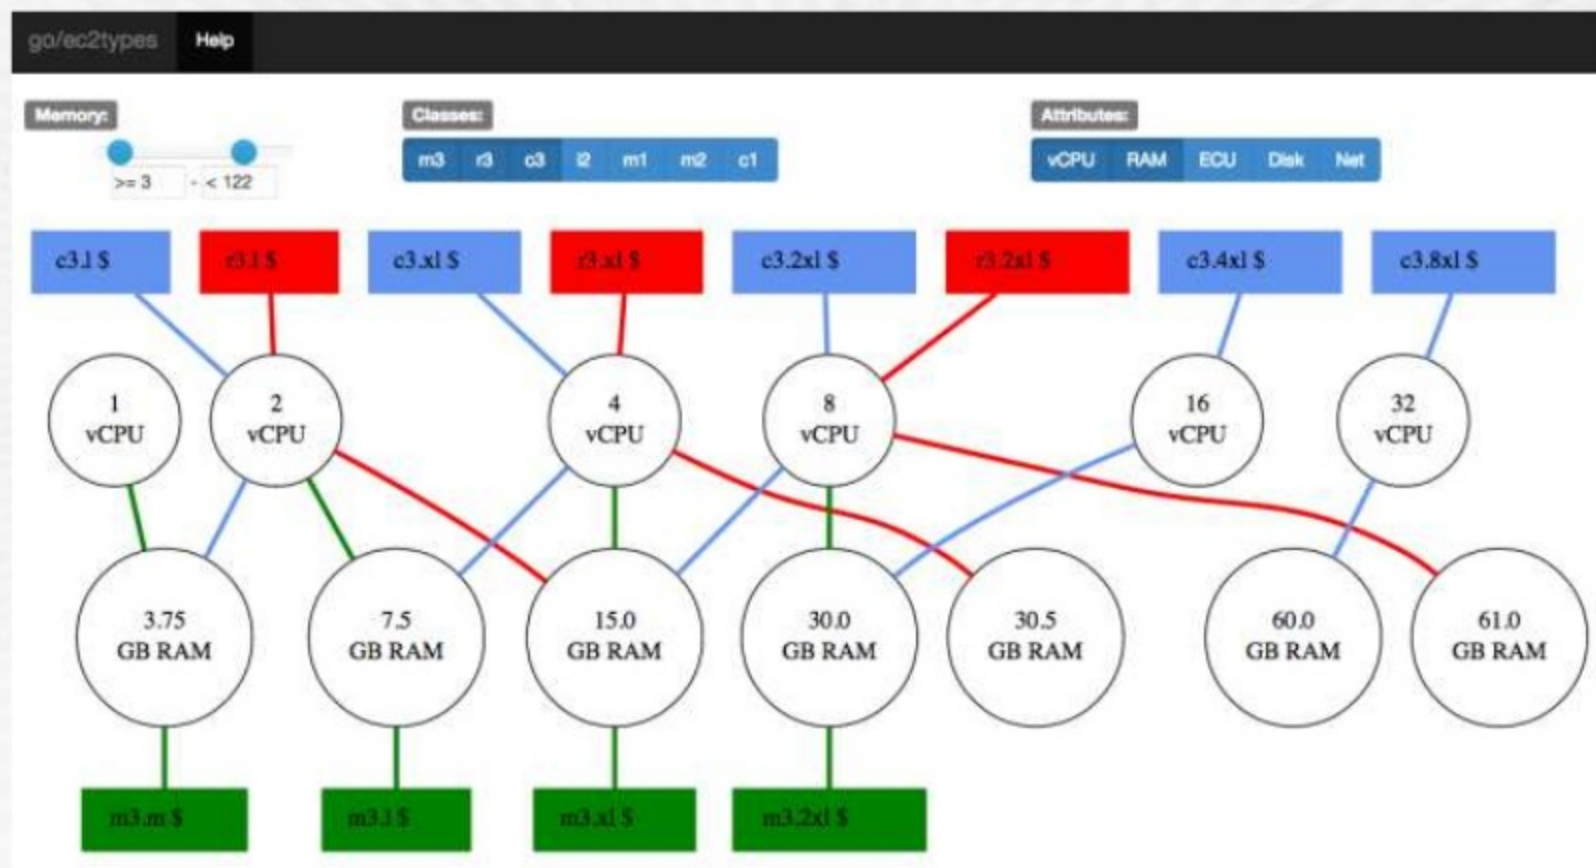 go/ec2types Help
Memory: Classes: Attributes:
m3 r3 c3 i2 m1 m2 c1 vCPU RAM ECU Disk Net
>= 3 - < 122
c3.l $ r3.l $ c3.xl $ r3.xl $ c3.2xl $ r3.2xl $ c3.4xl $ c3.8xl $
1 2 4 8 16 32
vCPU vCPU vCPU vCPU vCPU vCPU
3.75 7.5 15.0 30.0 30.5 60.0 61.0
GB RAM GB RAM GB RAM GB RAM GB RAM GB RAM GB RAM
m3.m $ m3.l $ m3.xl $ m3.2xl $